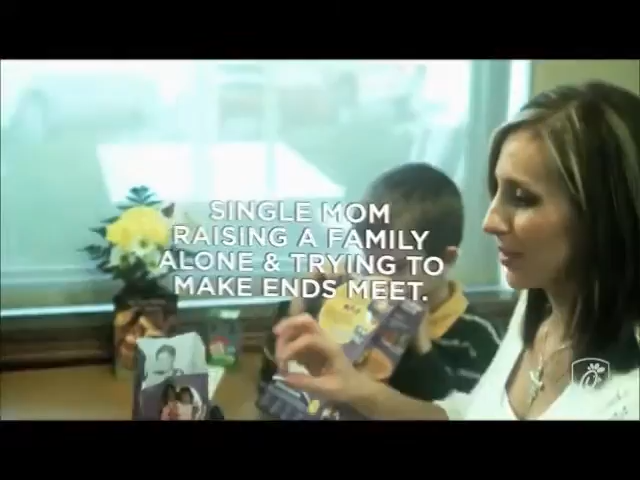 SINGLE MOM
RAISING A FAMILY
ALONE & TRYING TO
MAKE ENDS MEET.